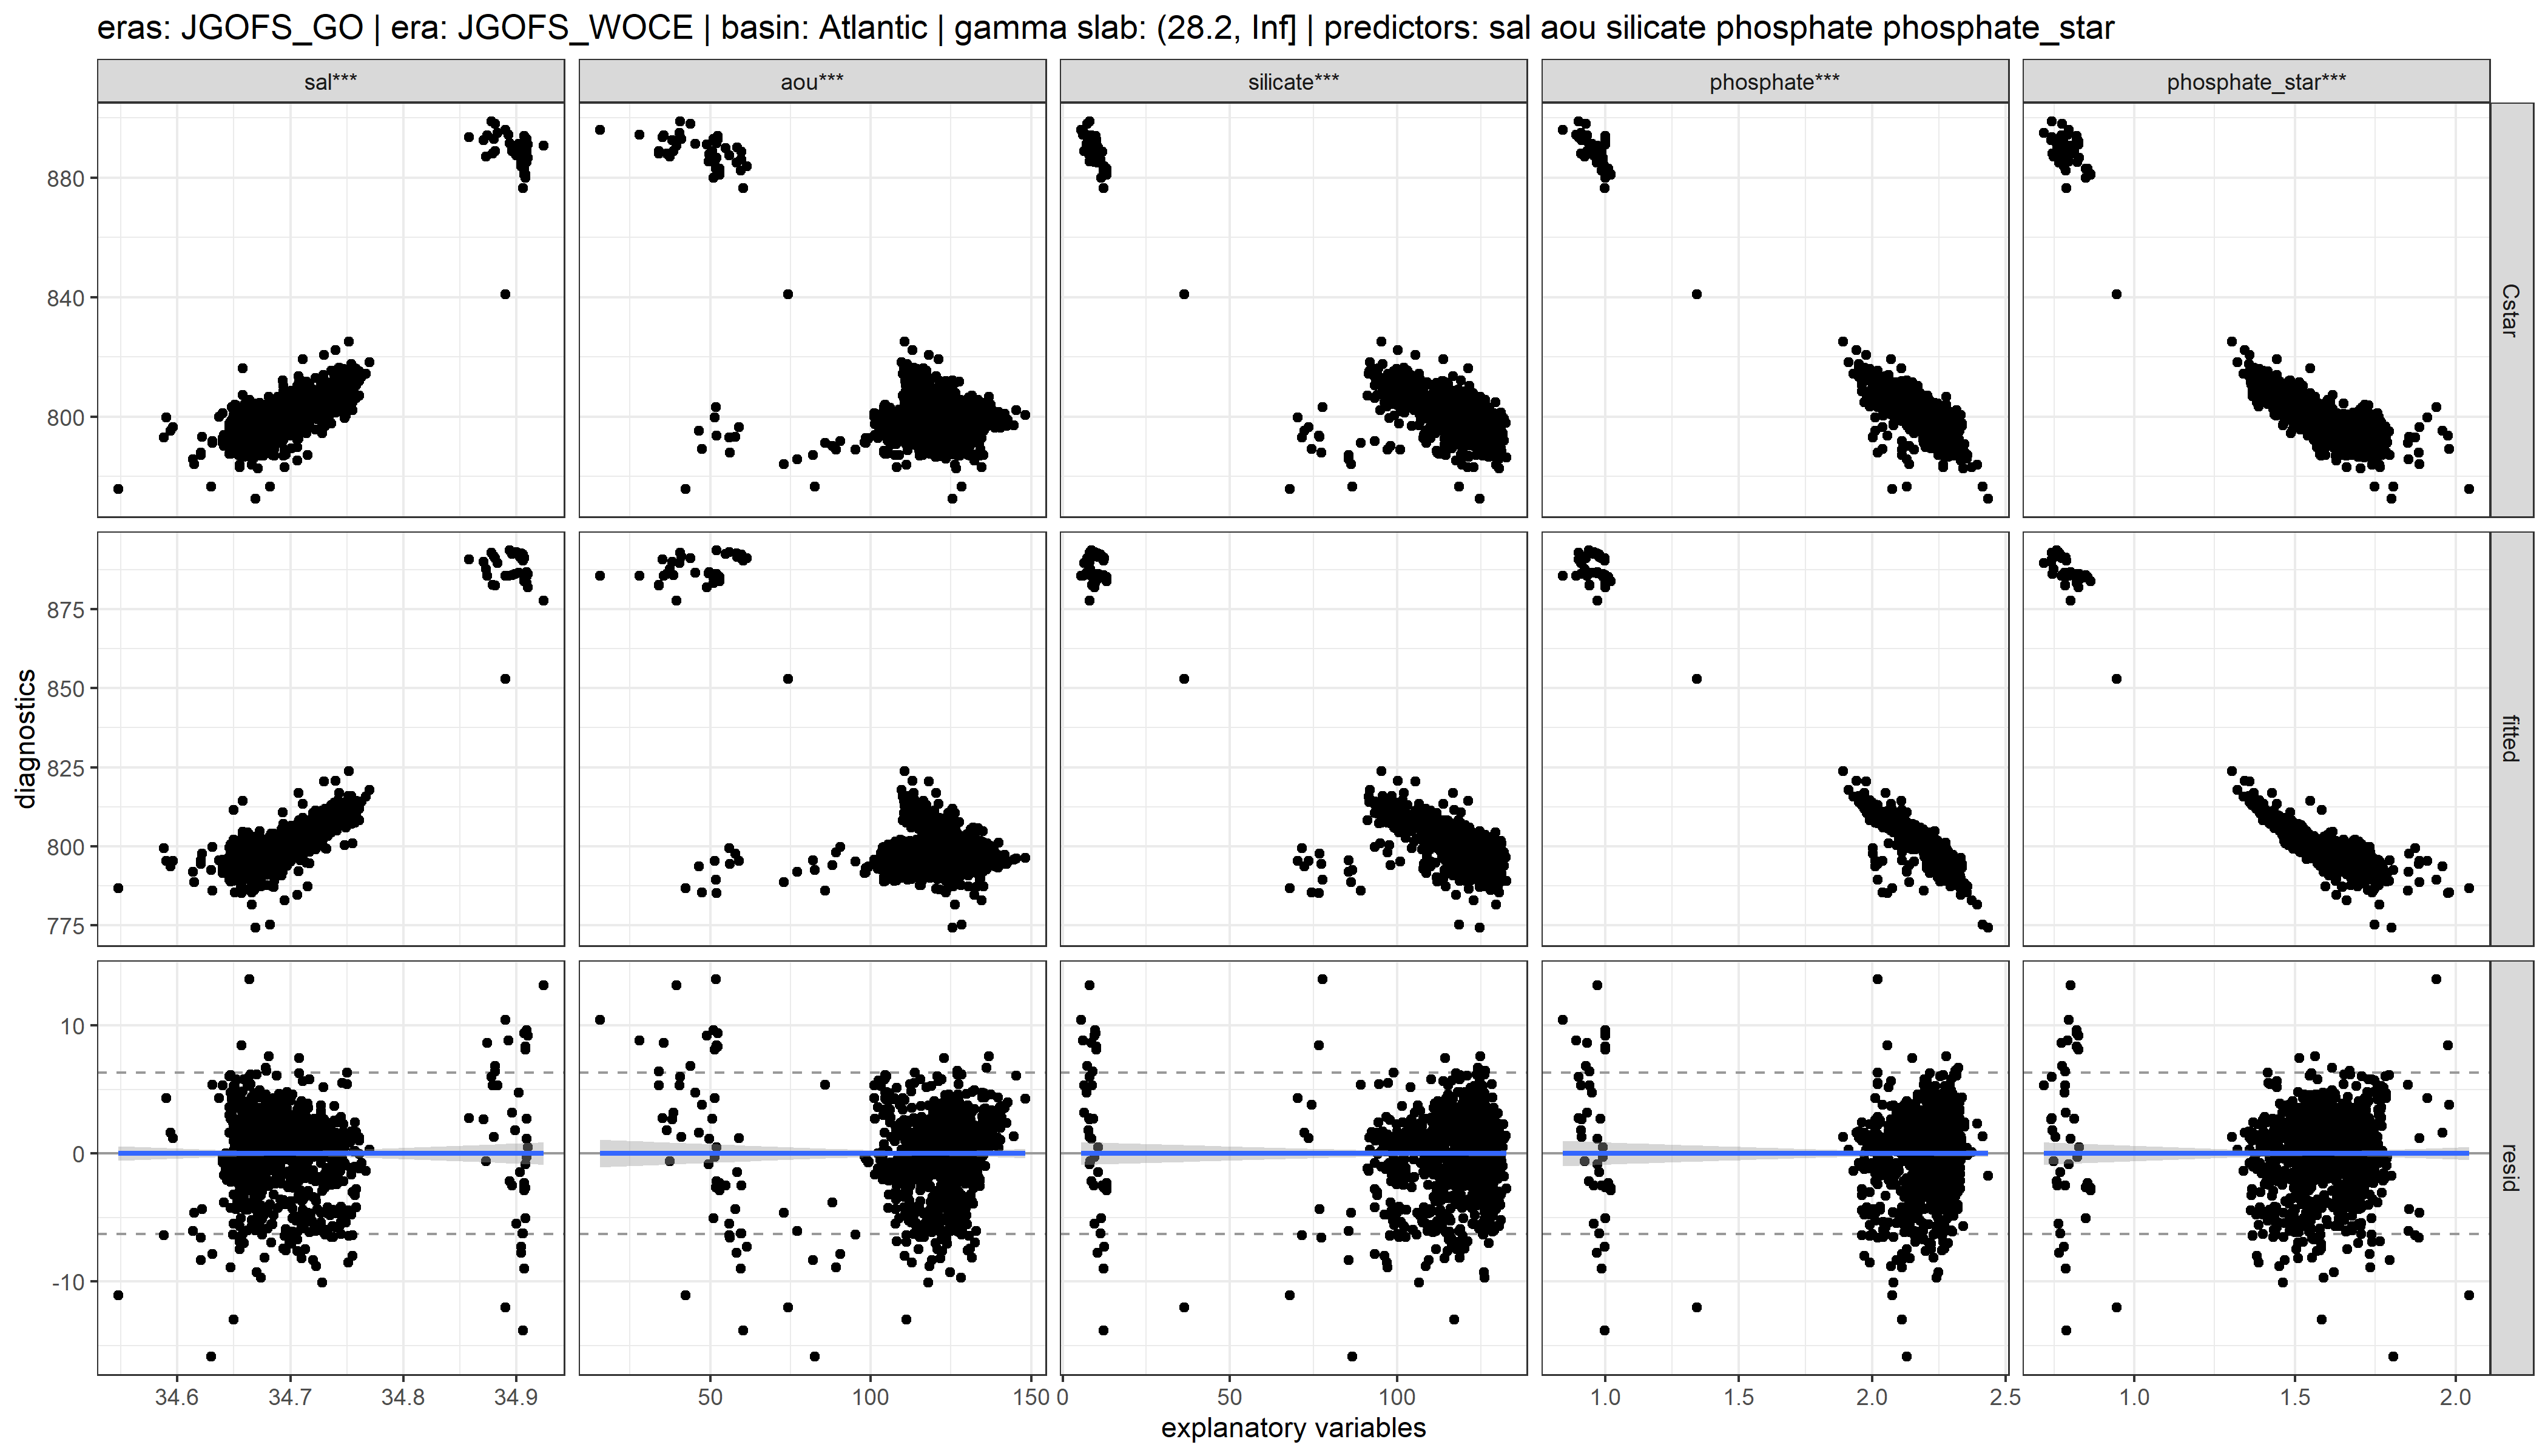 eras: JGOFS_GO | era: JGOFS_WOCE | basin: Atlantic | gamma slab: (28.2, Inf] | predictors: sal aou silicate phosphate phosphate_star
sal*** aou*** silicate*** phosphate*** phosphate_star***
880
840
800
Cstar
875
850
825
800
775
fitted
10
0
-10
resid
diagnostics
34.6 34.7 34.8 34.9 50 100 150 0 50 100 1.0 1.5 2.0 2.5 1.0 1.5 2.0
explanatory variables